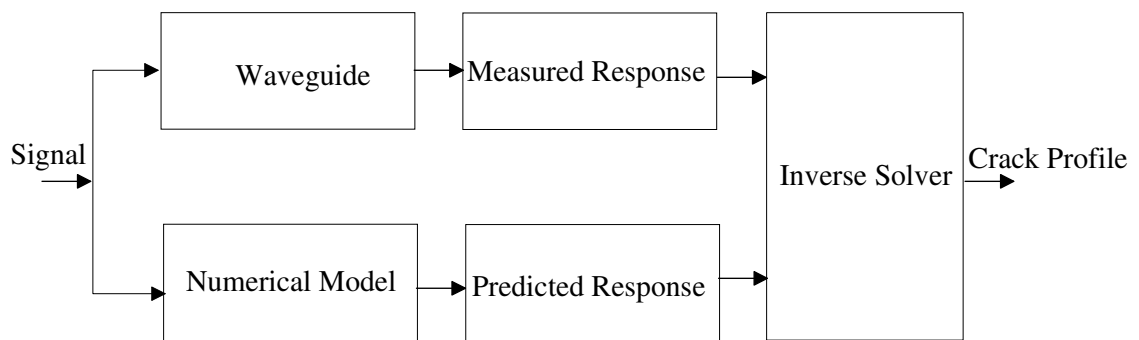 Waveguide
Measured Response
Signal
Inverse Solver
Crack Profile
Numerical Model
Predicted Response